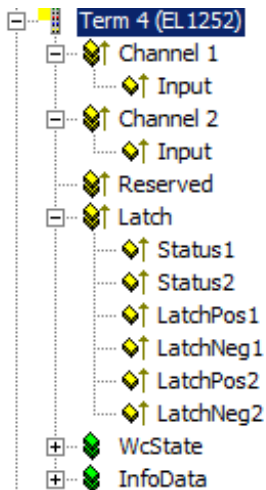 Term 4 (EL1252)
Channel 1
Input
Channel 2
Input
Reserved
Latch
Status1
Status2
LatchPos1
LatchNeg1
LatchPos2
LatchNeg2
WcState
InfoData